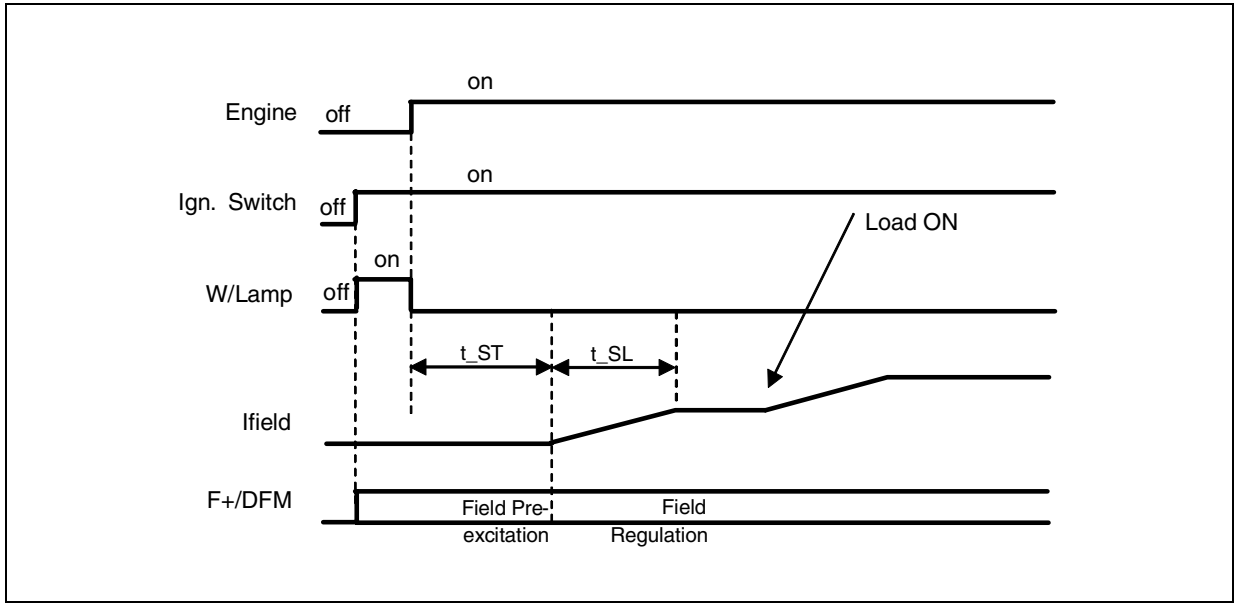 on
Engine off
on
Ign. Switch off
Load ON
on
W/Lamp off
t_ST t_SL
Ifield
F+/DFM
Field Pre- Field
excitation Regulation